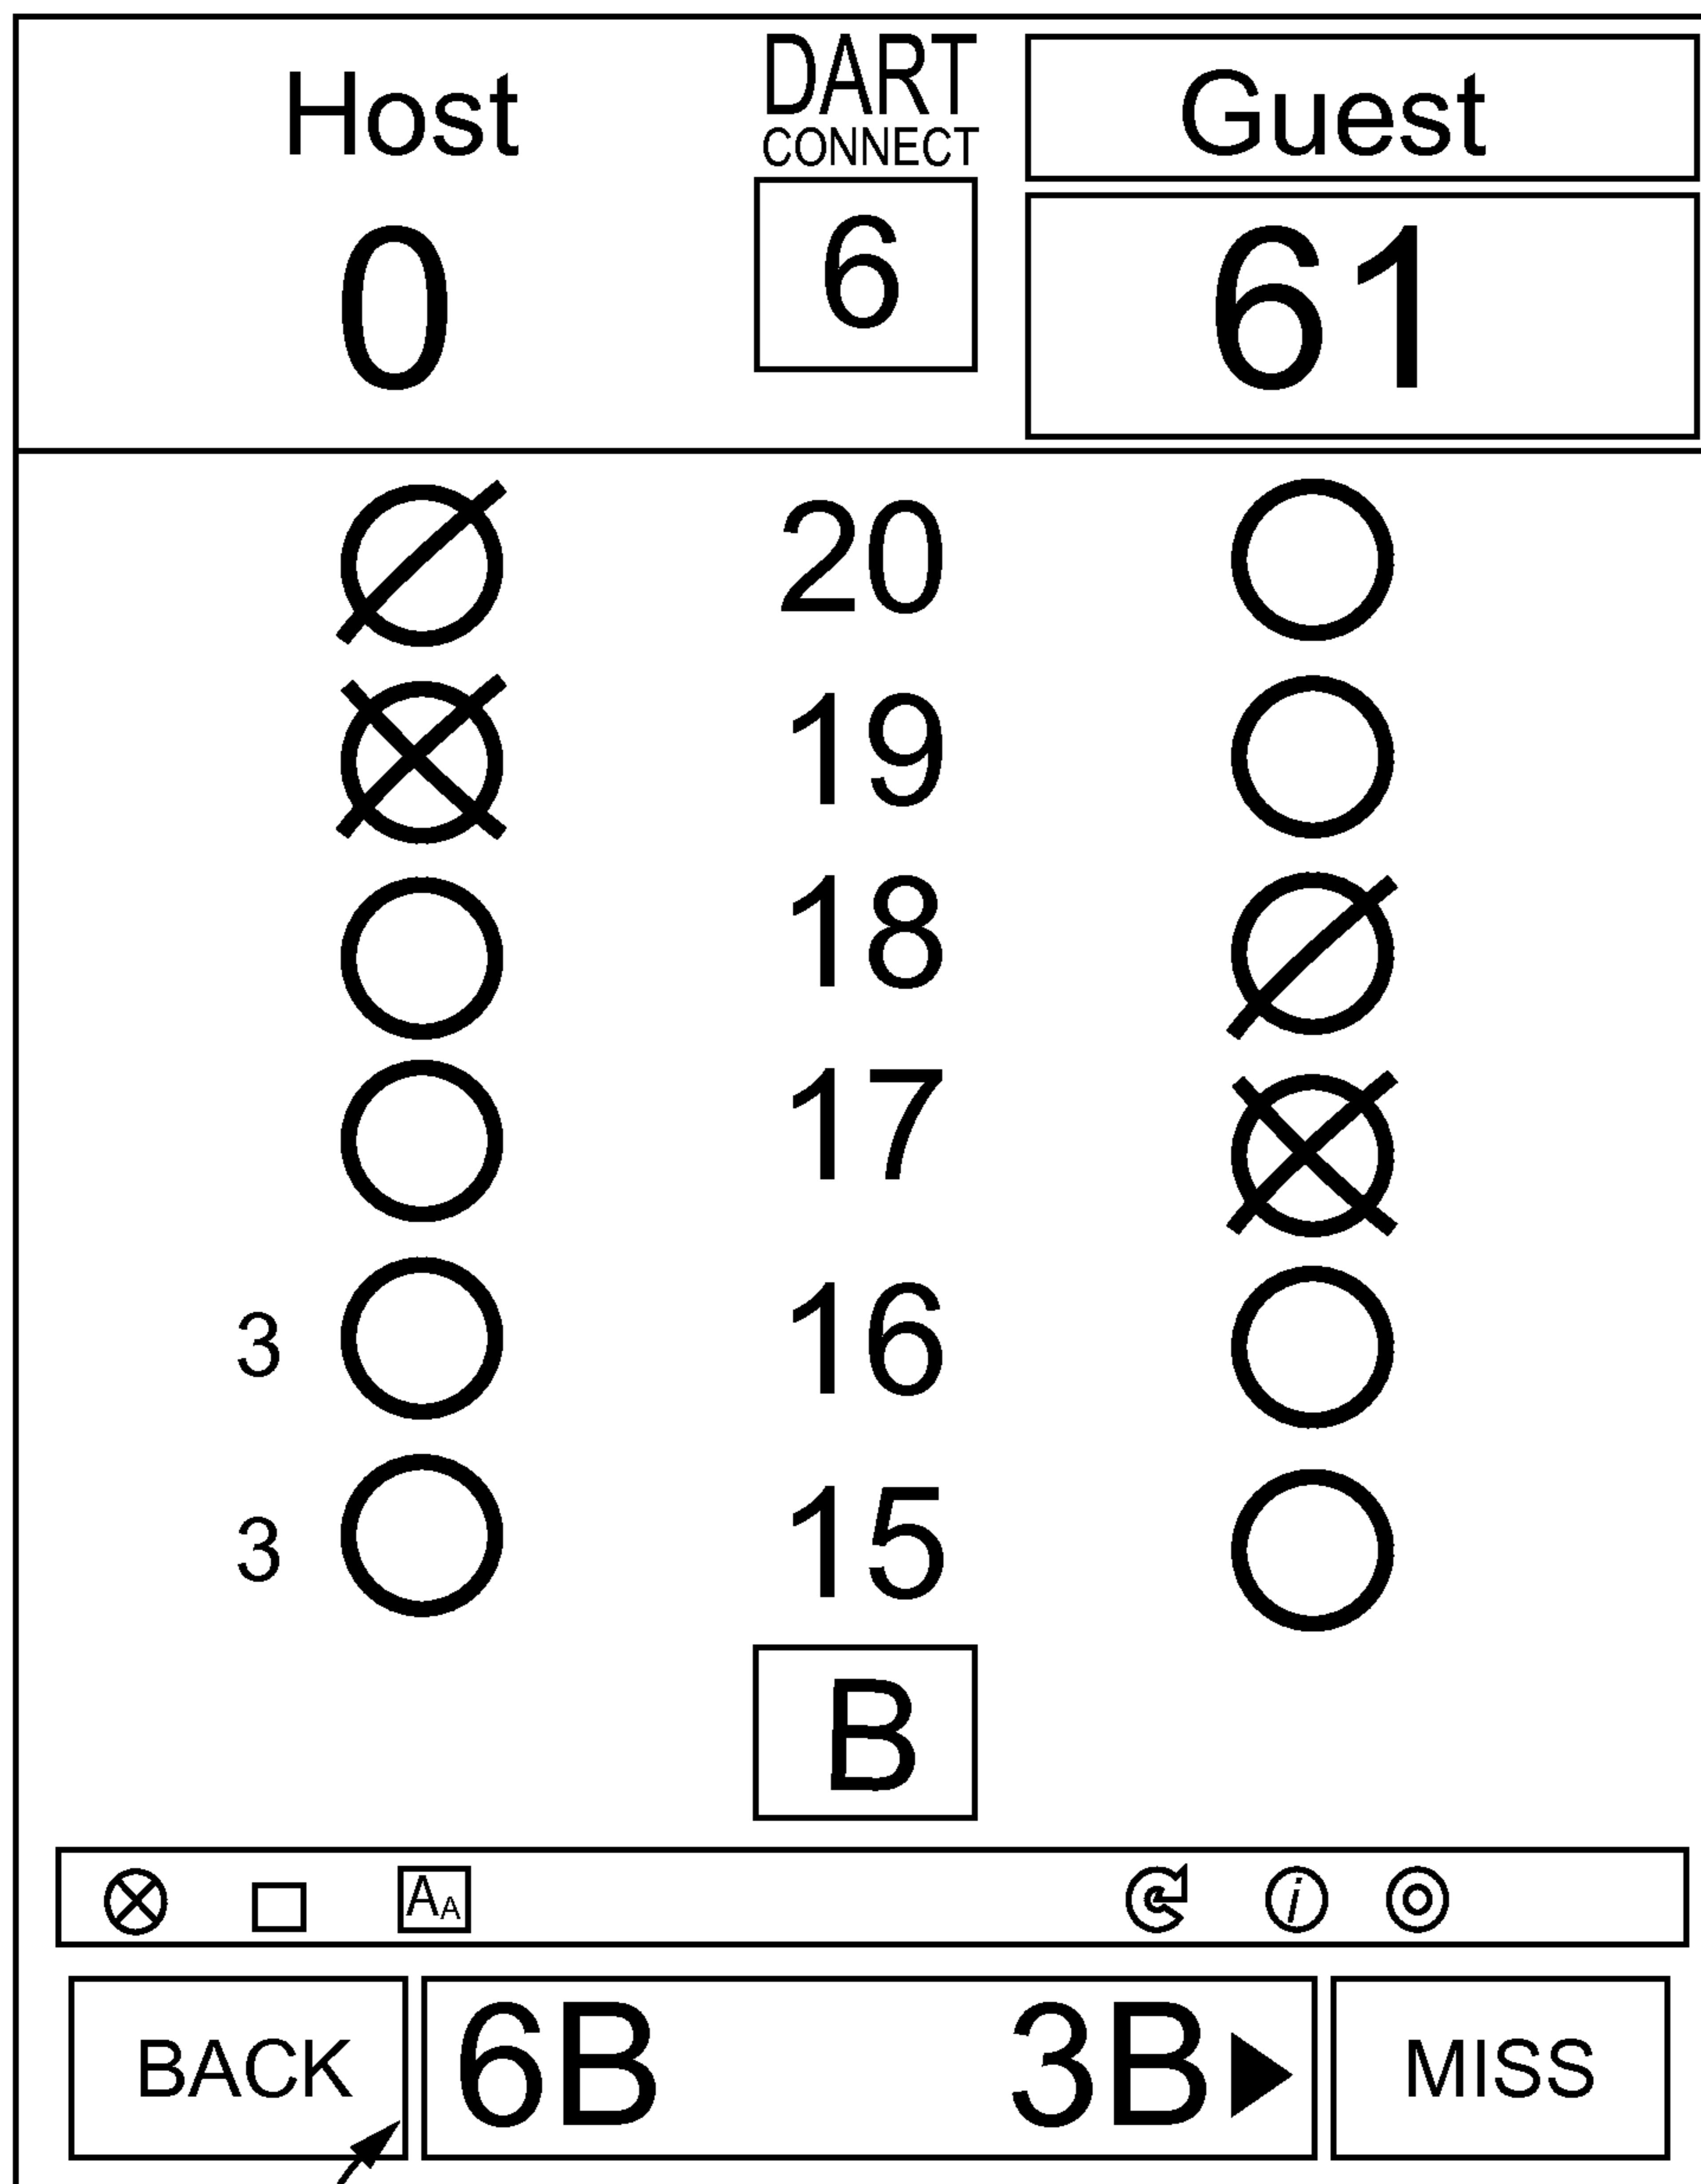 Host DART Guest
CONNECT
0 6 61
20
19
18
17
3 16
3 15
B
AA i
BACK 6B 3B MISS